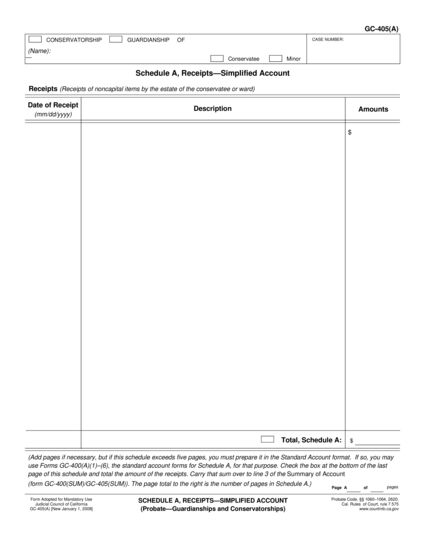 GC-405(A)
CONSERVATORSHIP GUARDIANSHIP OF
CASE NUMBER:
(Name):
Conservatee Minor
Schedule A, Receipts—Simplified Account
Receipts (Receipts of noncapital items by the estate of the conservatee or ward)
Date of Receipt
(mm/dd/yyyy)
Description
Amounts
$
Total, Schedule A: $
(Add pages if necessary, but if this schedule exceeds five pages, you must prepare it in the Standard Account format. If so, you may
use Forms GC-400(A)(1)–(6), the standard account forms for Schedule A, for that purpose. Check the box at the bottom of the last
page of this schedule and total the amount of the receipts. Carry that sum over to line 3 of the Summary of Account
(form GC-400(SUM)/GC-405(SUM)). The page total to the right is the number of pages in Schedule A.)
Page A of pages
Form Adopted for Mandatory Use
Judicial Council of California
GC-405(A) [New January 1, 2008]
SCHEDULE A, RECEIPTS—SIMPLIFIED ACCOUNT
(Probate—Guardianships and Conservatorships)
Probate Code, §§ 1060–1064, 2620;
Cal. Rules of Court, rule 7.575
www.courtinfo.ca.gov